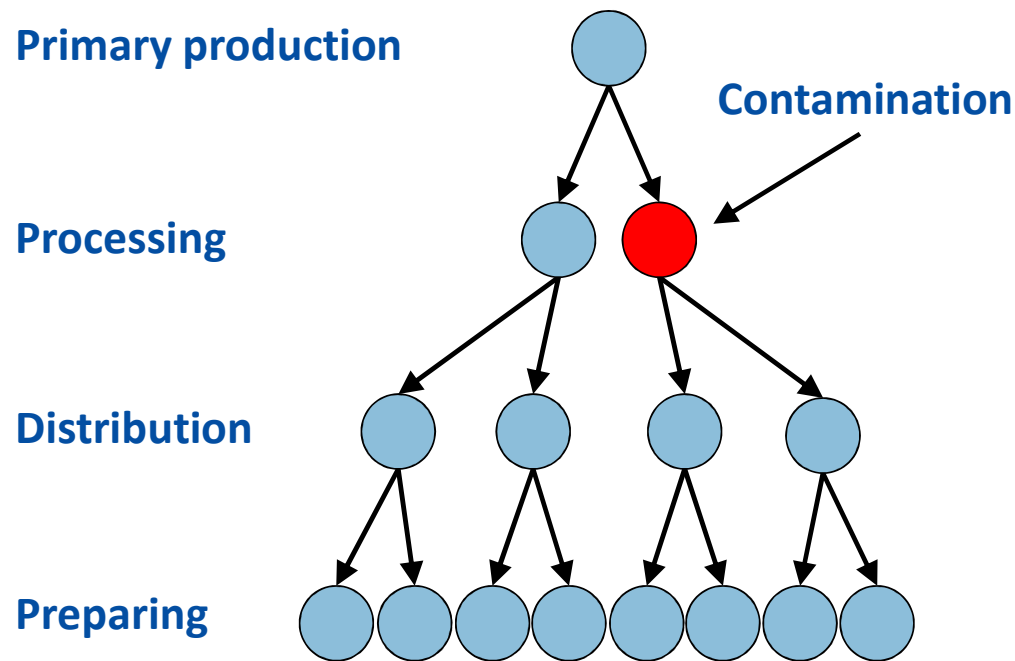 Primary production
Contamination
Processing
Distribution
Preparing